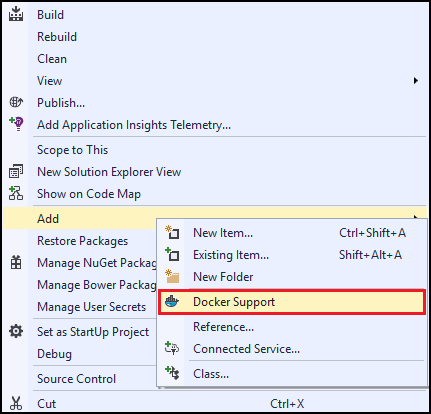 Build
Rebuild
Clean
View
Publish...
Add Application Insights Telemetry...
Scope to This
New Solution Explorer View
Show on Code Map
Add
New Item... Ctrl+Shift+A
Restore Packages
Existing Item... Shift+Alt+A
Manage NuGet Packag
New Folder
Manage Bower Packag
Docker Support
Manage User Secrets
Reference...
Set as StartUp Project
Connected Service...
Debug
Class...
Source Control
Cut Ctrl+X